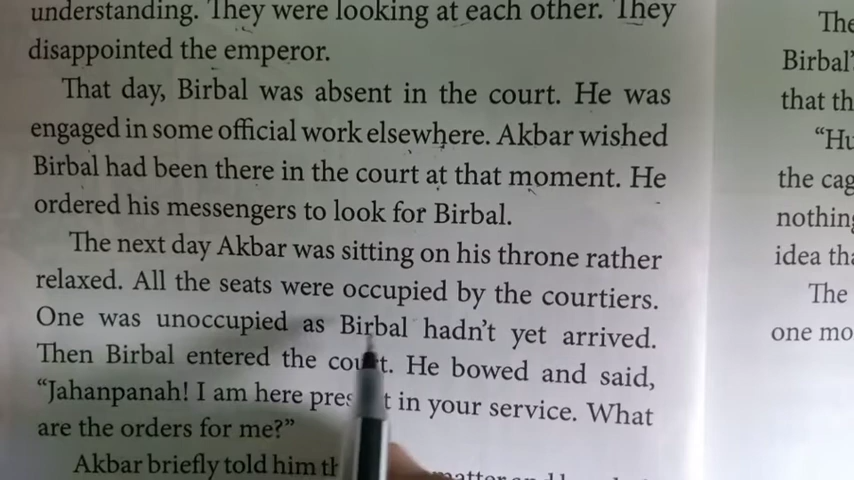 understanding. They were looking at each other. They
disappointed the emperor.
That day, Birbal was absent in the court. He was
engaged in some official work elsewhere. Akbar wished
Birbal had been there in the court at that moment. He
ordered his messengers to look for Birbal.
The next day Akbar was sitting on his throne rather
relaxed. All the seats were occupied by the courtiers.
One was unoccupied as Birbal hadn't yet arrived.
Then Birbal entered the court. He bowed and said,
"Jahanpanah! I am here present in your service. What
are the orders for me?"
Akbar briefly told him
The
Birbal'
that th
"Hu
the cag
nothing
idea tha
The
one mo